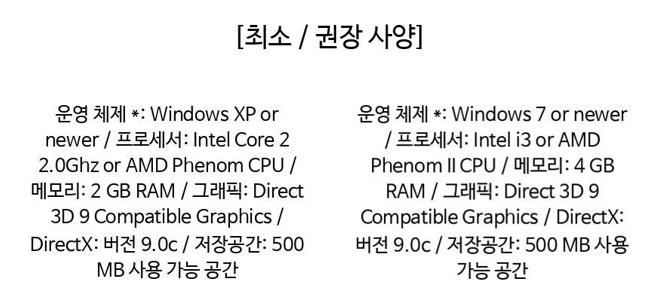 [최소 / 권장 사양]
운영 체제 *: Windows XP or
newer / 프로세서: Intel Core 2
2.0Ghz or AMD Phenom CPU /
메모리: 2 GB RAM / 그래픽: Direct
3D 9 Compatible Graphics /
DirectX: 버전 9.0c / 저장공간: 500
MB 사용 가능 공간
운영 체제 *: Windows 7 or newer
/ 프로세서: Intel i3 or AMD
Phenom II CPU / 메모리: 4 GB
RAM / 그래픽: Direct 3D 9
Compatible Graphics / DirectX:
버전 9.0c / 저장공간: 500 MB 사용
가능 공간